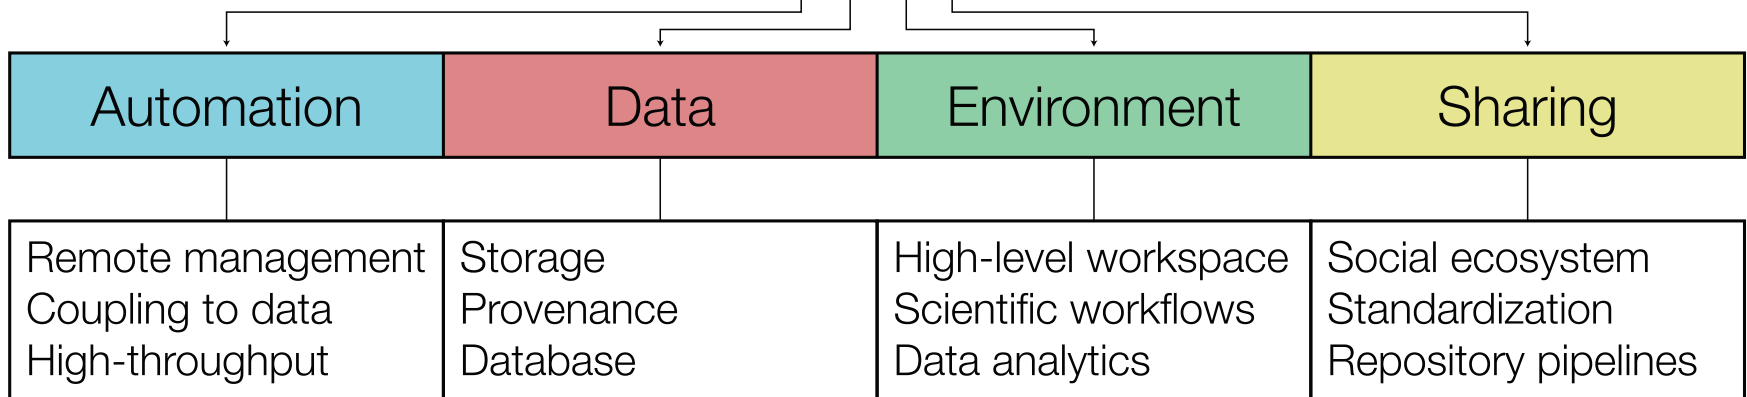 Automation
Data
Environment
Sharing
Remote management
Coupling to data
High-throughput
Storage
Provenance
Database
High-level workspace
Scientific workflows
Data analytics
Social ecosystem
Standardization
Repository pipelines